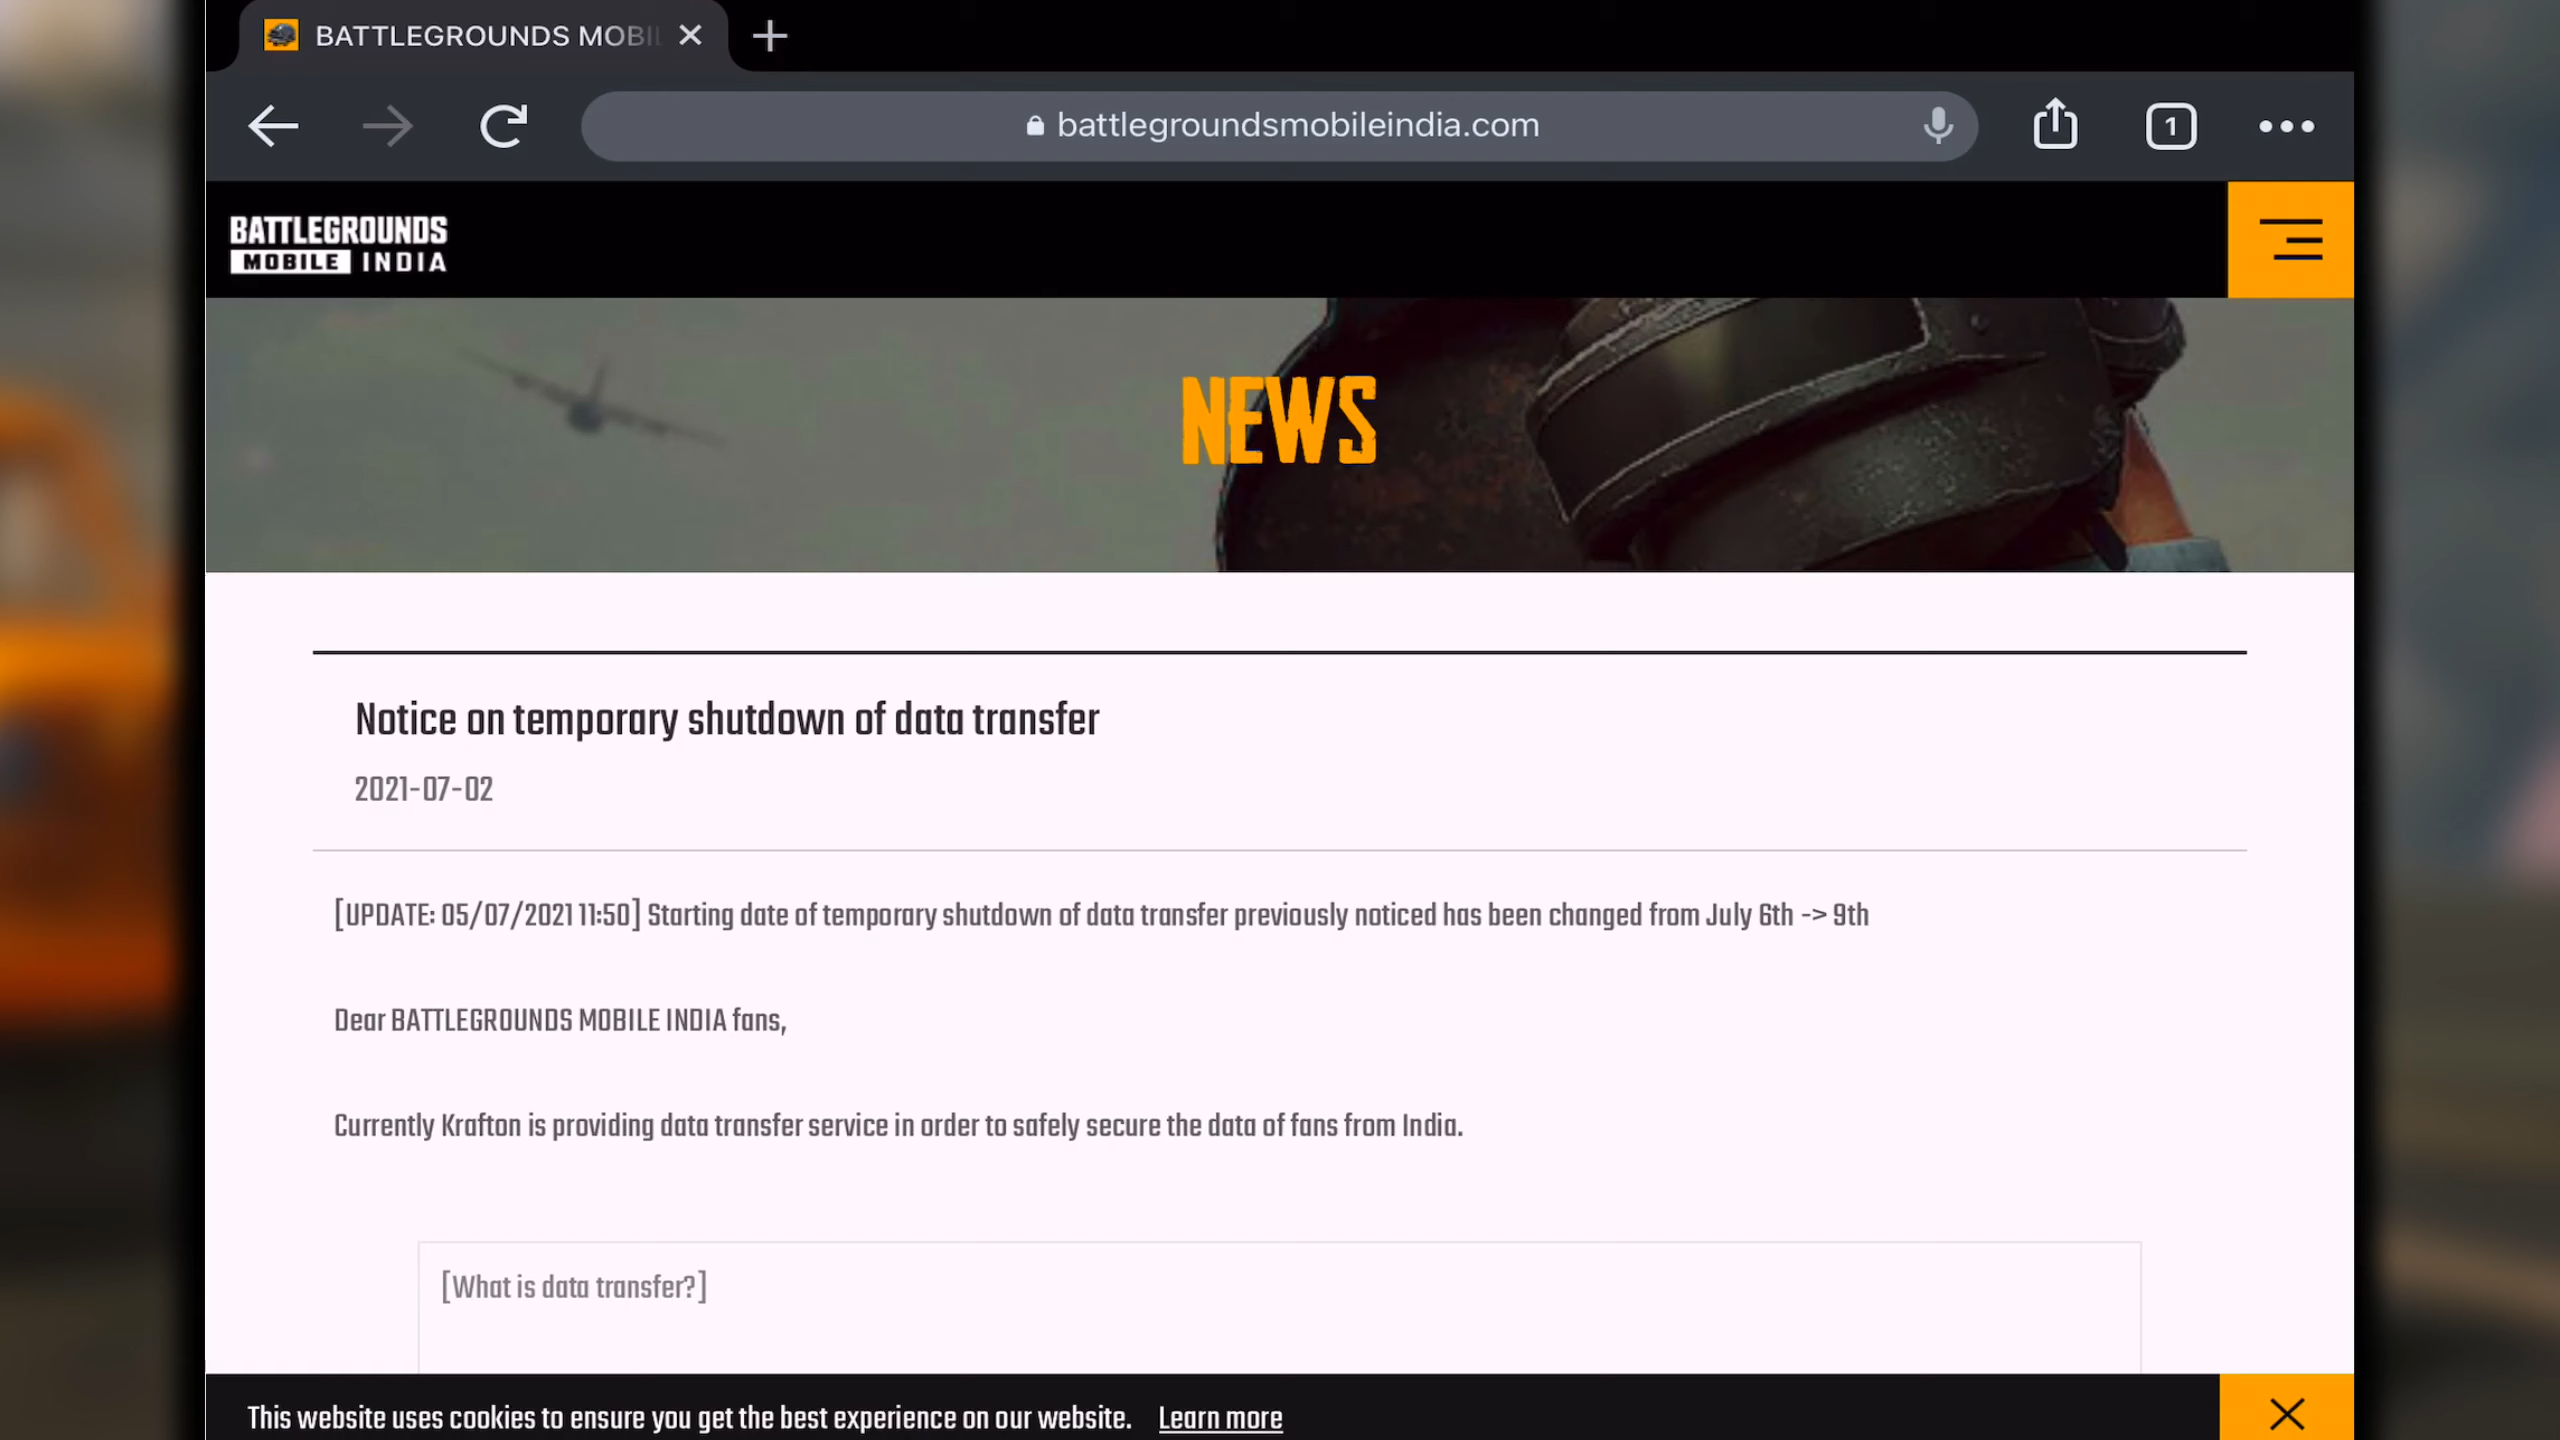 BATTLEGROUNDS MOBI
battlegroundsmobileindia.com
1
BATTLEGROUNDS
MOBILE INDIA
NEWS
Notice on temporary shutdown of data transfer
2021-07-02
[UPDATE: 05/07/2021 11:50] Starting date of temporary shutdown of data transfer previously noticed has been changed from July 6th -> 9th
Dear BATTLEGROUNDS MOBILE INDIA fans,
Currently Krafton is providing data transfer service in order to safely secure the data of fans from India.
[What is data transfer?]
This website uses cookies to ensure you get the best experience on our website. Learn more